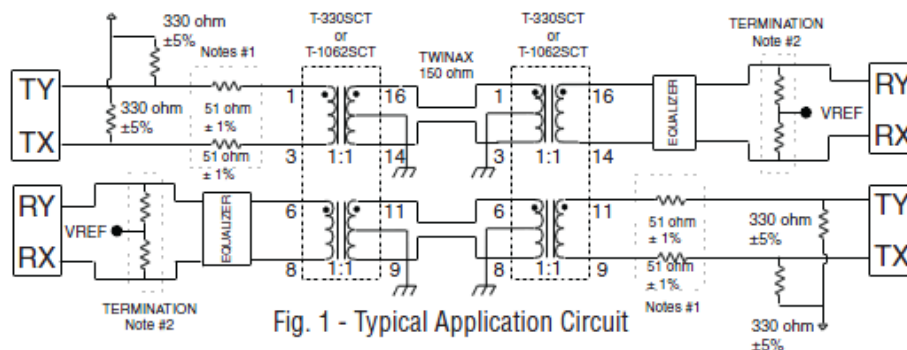 330 ohm
±5%
Notes #1
T-330SCT
or
T-1062SCT
TWINAX
150 ohm
T-330SCT
or
T-1062SCT
TERMINATION
Note #2
TY
TX
330 ohm
±5%
51 ohm
± 1%
51 ohm
± 1%
1
3
16
14
1:1
1
3
16
14
1:1
EQUALIZER
VREF
RY
RX
RY
RX
VREF
TERMINATION
Note #2
EQUALIZER
6
8
11
9
1:1
6
8
11
9
1:1
51 ohm
± 1%
51 ohm
± 1%
Notes #1
330 ohm
±5%
330 ohm
±5%
TY
TX
Fig. 1 - Typical Application Circuit